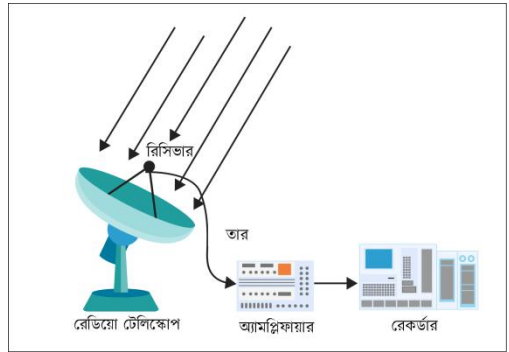 রিসিভার
তার
রেডিয়ো টেলিস্কোপ
অ্যামপ্লিফায়ার
রেকর্ডার